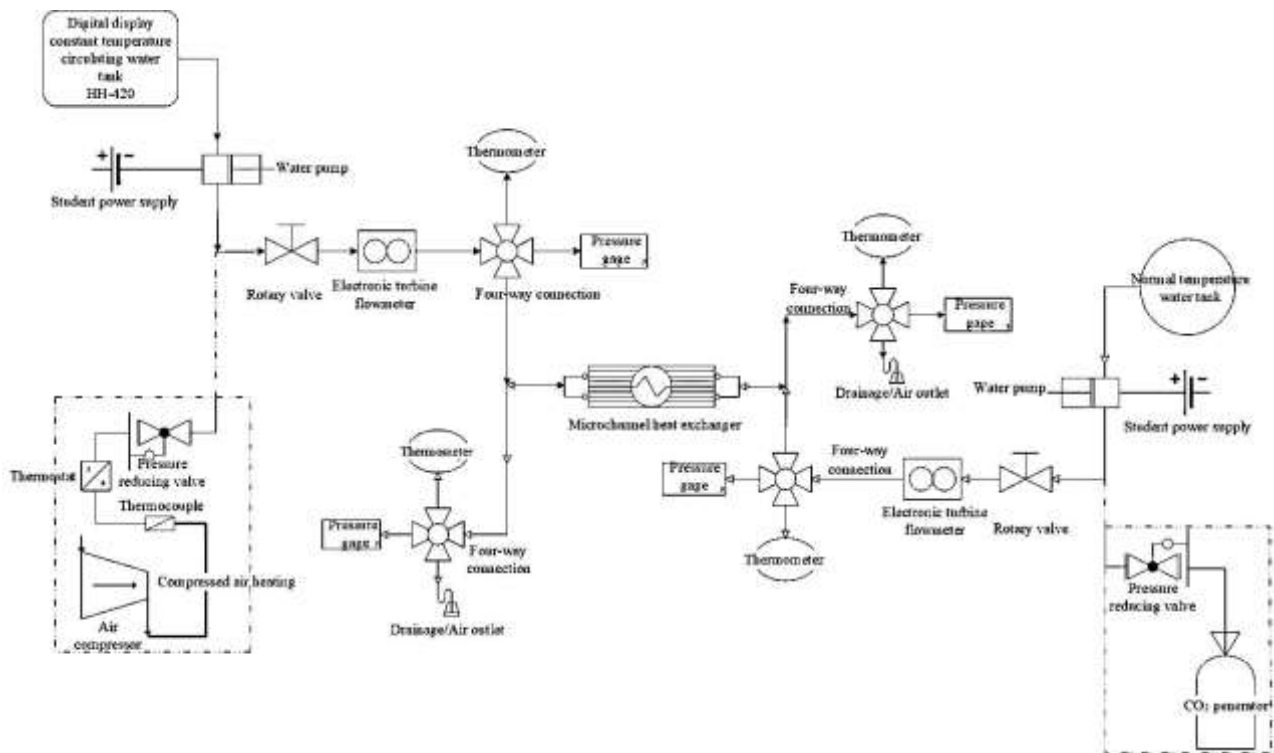 Digital display
constant temperature
circulating water
tank
HH-420
+ −
Water pump
Student power supply
Thermometer
Rotary valve
Electronic turbine
flowmeter
Four-way connection
Pressure
gage
Thermometer
Four-way
connection
Pressure
gage
Drainage/Air outlet
Normal temperature
water tank
Water pump
+ −
Student power supply
Microchannel heat exchanger
Thermometer
Pressure
gage
Four-way
connection
Drainage/Air outlet
Pressure
gage
Four-way
connection
Thermometer
Electronic turbine
flowmeter
Rotary valve
Pressure
reducing valve
Thermostat
Thermocouple
Compressed air heating
Air
compressor
Pressure
reducing valve
CO₂ generator